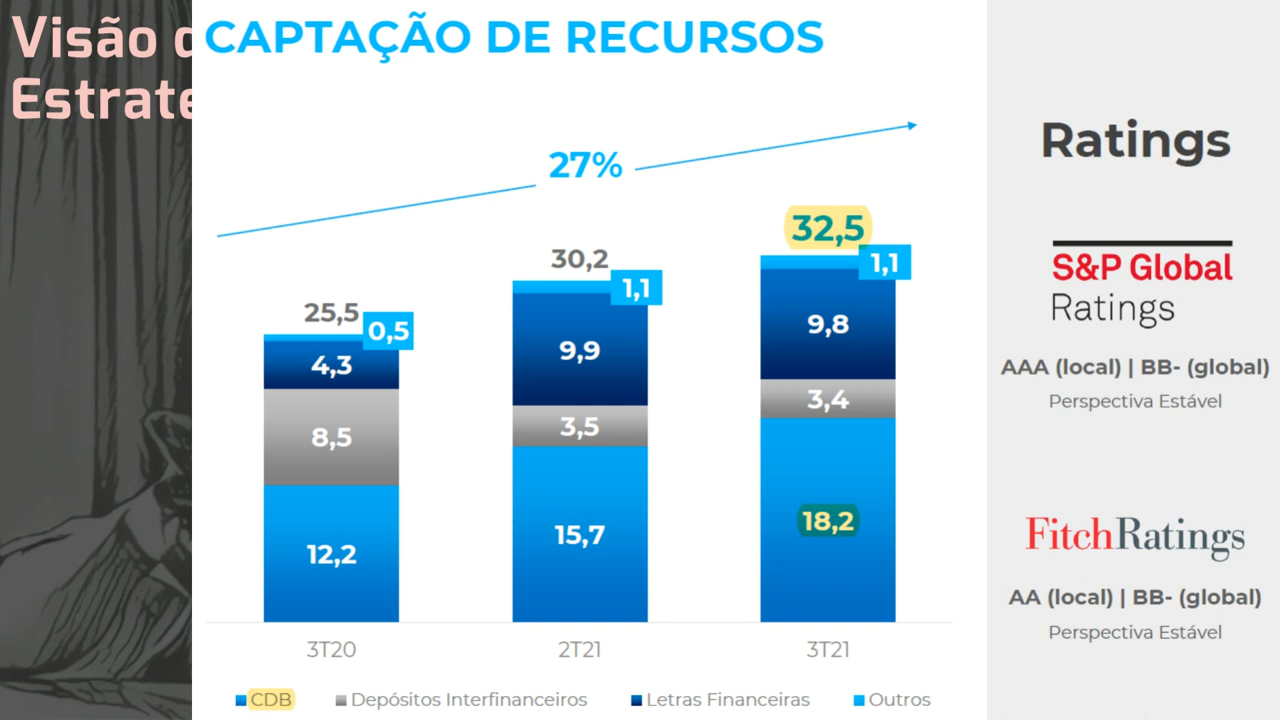 Visão
Estrate
CAPTAÇÃO DE RECURSOS
27%
25,5
0,5
4,3
8,5
12,2
30,2
1,1
9,9
3,5
15,7
32,5
1,1
9,8
3,4
18,2
3T20
2T21
3T21
CDB
Depósitos Interfinanceiros
Letras Financeiras
Outros
Ratings
S&P Global
Ratings
AAA (local) | BB- (global)
Perspectiva Estável
FitchRatings
AA (local) | BB- (global)
Perspectiva Estável